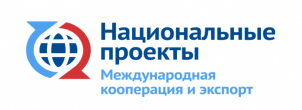 Национальные
проекты
Международная
кооперация и экспорт